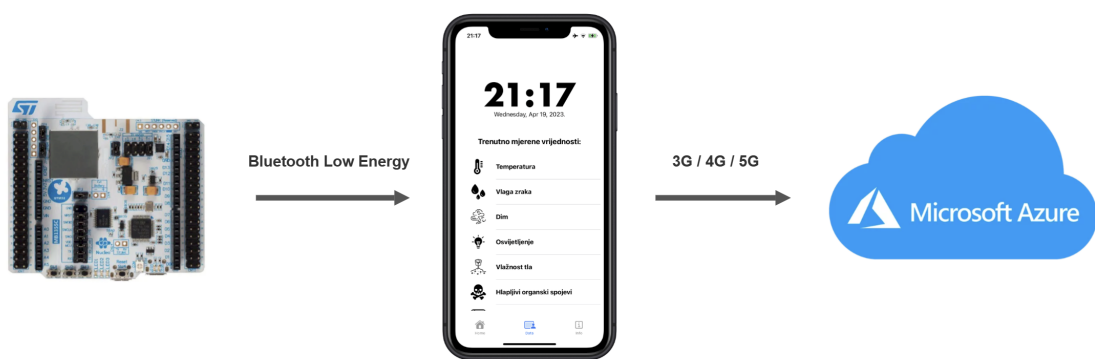 Bluetooth Low Energy
21:17
21:17
Wednesday, Apr 19, 2023.
Trenutno mjerene vrijednosti:
Temperatura
Vlaga zraka
Dim
Osvijetljenje
Vlažnost tla
Hlapljivi organski spojevi
Data
3G / 4G / 5G
Microsoft Azure